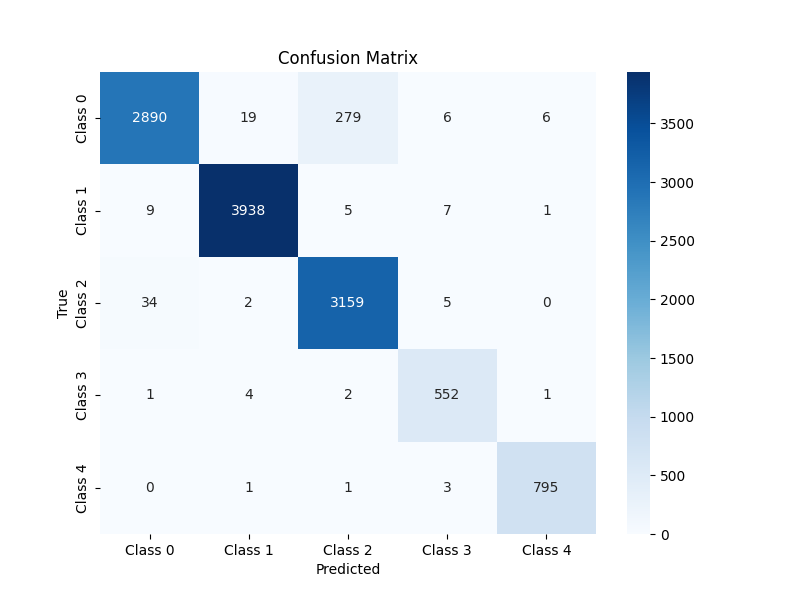 Confusion Matrix
Class 0 2890 19 279 6 6
Class 1 9 3938 5 7 1
Class 2 34 2 3159 5 0
Class 3 1 4 2 552 1
Class 4 0 1 1 3 795
True
Class 0 Class 1 Class 2 Class 3 Class 4
Predicted
3500
3000
2500
2000
1500
1000
500
0